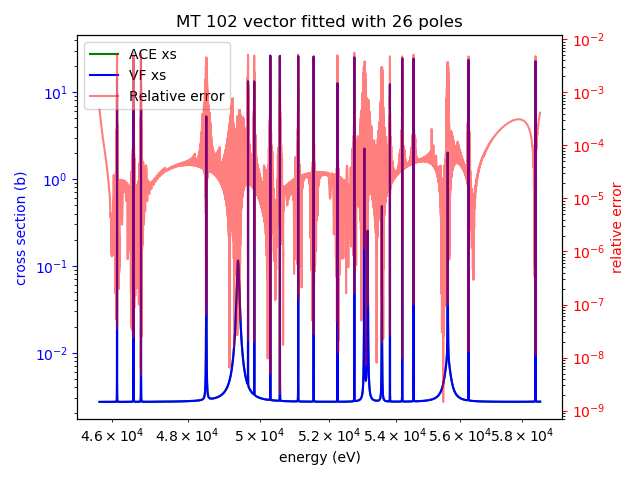 MT 102 vector fitted with 26 poles
ACE xs
VF xs
Relative error
10¹
10⁰
10⁻¹
10⁻²
cross section (b)
10⁻²
10⁻³
10⁻⁴
10⁻⁵
10⁻⁶
10⁻⁷
10⁻⁸
10⁻⁹
relative error
4.6 × 10⁴ 4.8 × 10⁴ 5 × 10⁴ 5.2 × 10⁴ 5.4 × 10⁴ 5.6 × 10⁴ 5.8 × 10⁴
energy (eV)